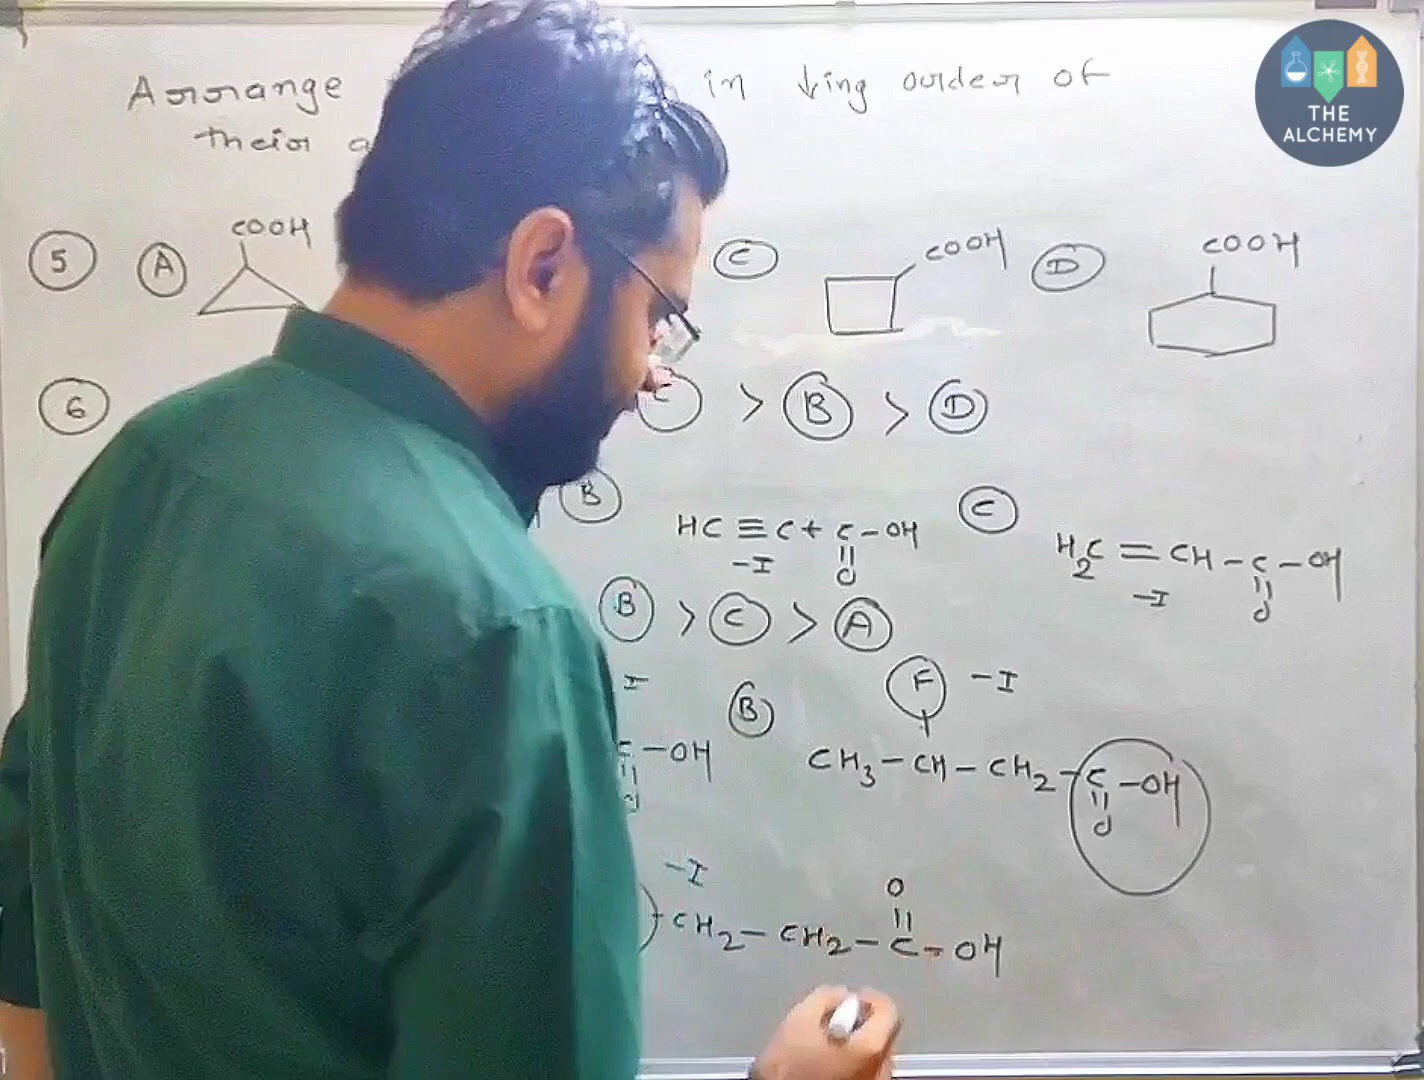 Arrange in ↓ing order of
their
5 A COOH C COOH D COOH
6 > B > D
B HC≡C+C-OH C H2C=CH-C-OH
-I O -I O
B > C > A
I B F -I
C-OH CH3-CH-CH2-C-OH
O O
-I O
CH2-CH2-C-OH
THE
ALCHEMY